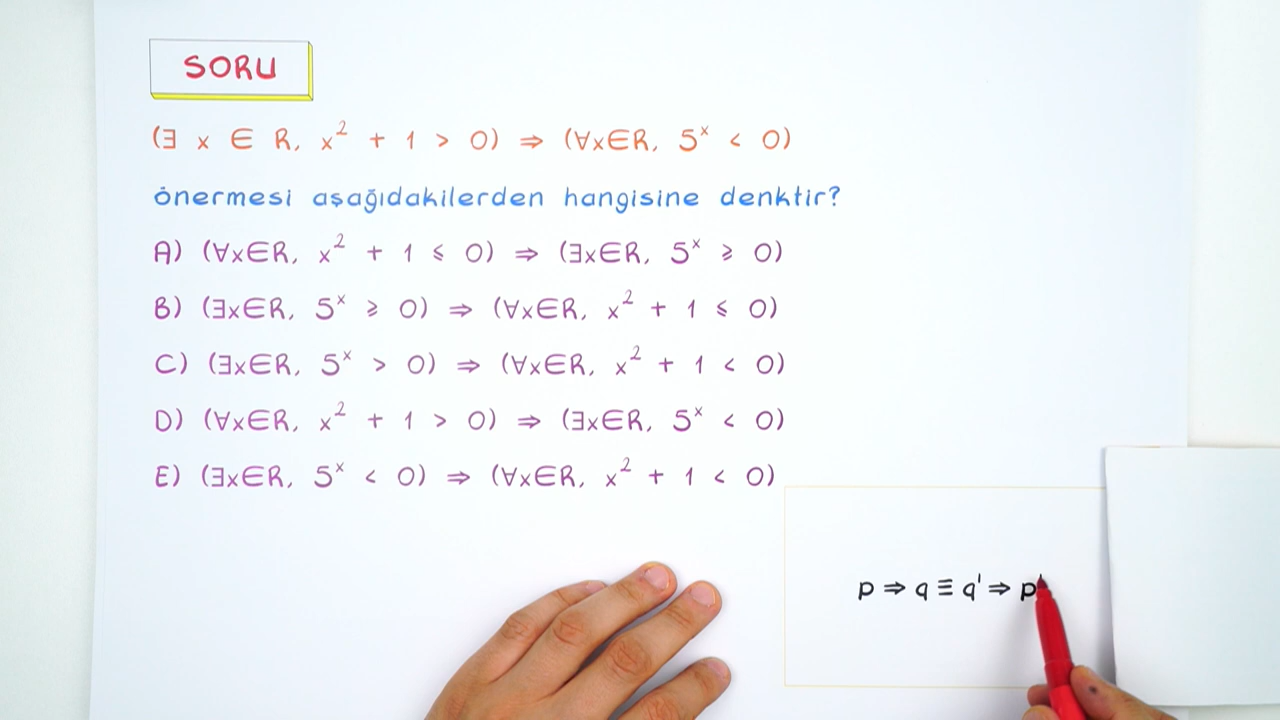 SORU
(∃ x ∈ R, x² + 1 > 0) ⇒ (∀x∈R, 5ˣ < 0)
önermesi aşağıdakilerden hangisine denktir?
A) (∀x∈R, x² + 1 ⩽ 0) ⇒ (∃x∈R, 5ˣ ⩾ 0)
B) (∃x∈R, 5ˣ ⩾ 0) ⇒ (∀x∈R, x² + 1 ⩽ 0)
C) (∃x∈R, 5ˣ > 0) ⇒ (∀x∈R, x² + 1 < 0)
D) (∀x∈R, x² + 1 > 0) ⇒ (∃x∈R, 5ˣ < 0)
E) (∃x∈R, 5ˣ < 0) ⇒ (∀x∈R, x² + 1 < 0)
p ⇒ q ≡ q' ⇒ p'